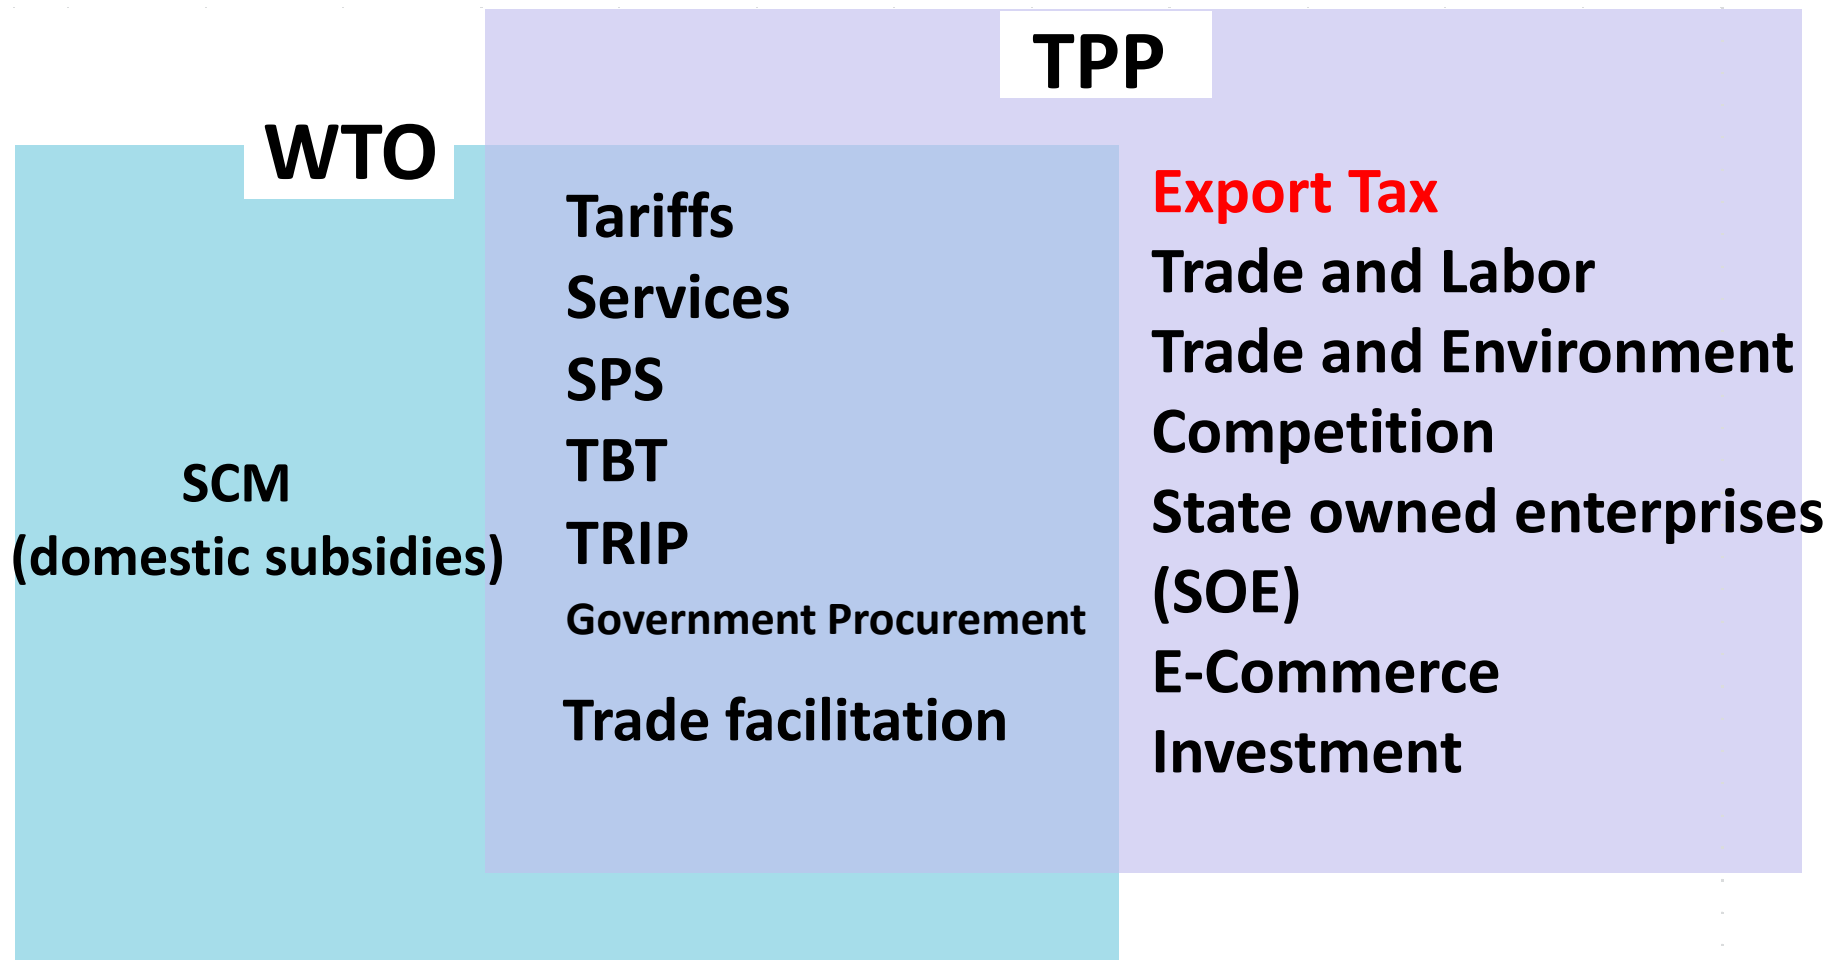 TPP
WTO
SCM
(domestic subsidies)
Tariffs
Services
SPS
TBT
TRIP
Government Procurement
Trade facilitation
Export Tax
Trade and Labor
Trade and Environment
Competition
State owned enterprises
(SOE)
E-Commerce
Investment